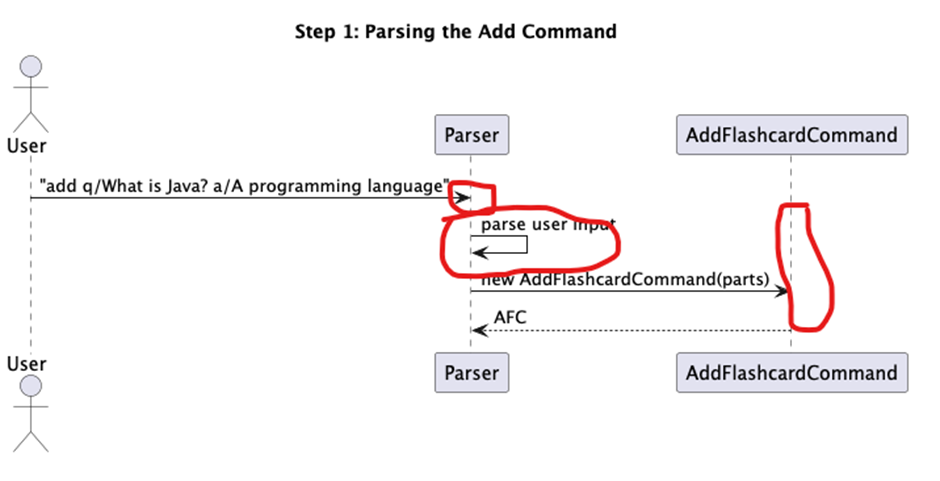 Step 1: Parsing the Add Command
User
Parser
AddFlashcardCommand
"add q/What is Java? a/A programming language"
parse user input
new AddFlashcardCommand(parts)
AFC
User
Parser
AddFlashcardCommand